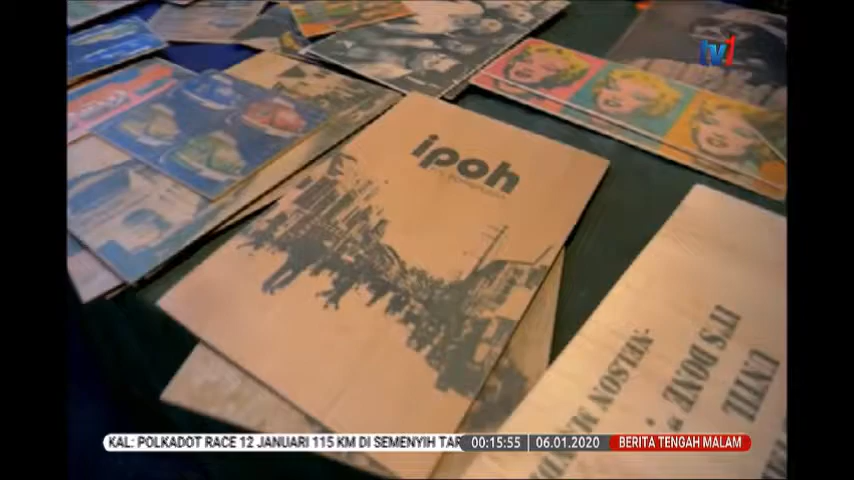 tv1
ipoh
UNTIL
IT'S DONE"
-NELSON
KAL: POLKADOT RACE 12 JANUARI 115 KM DI SEMENYIH TAR
00:15:55
06.01.2020
BERITA TENGAH MALAM